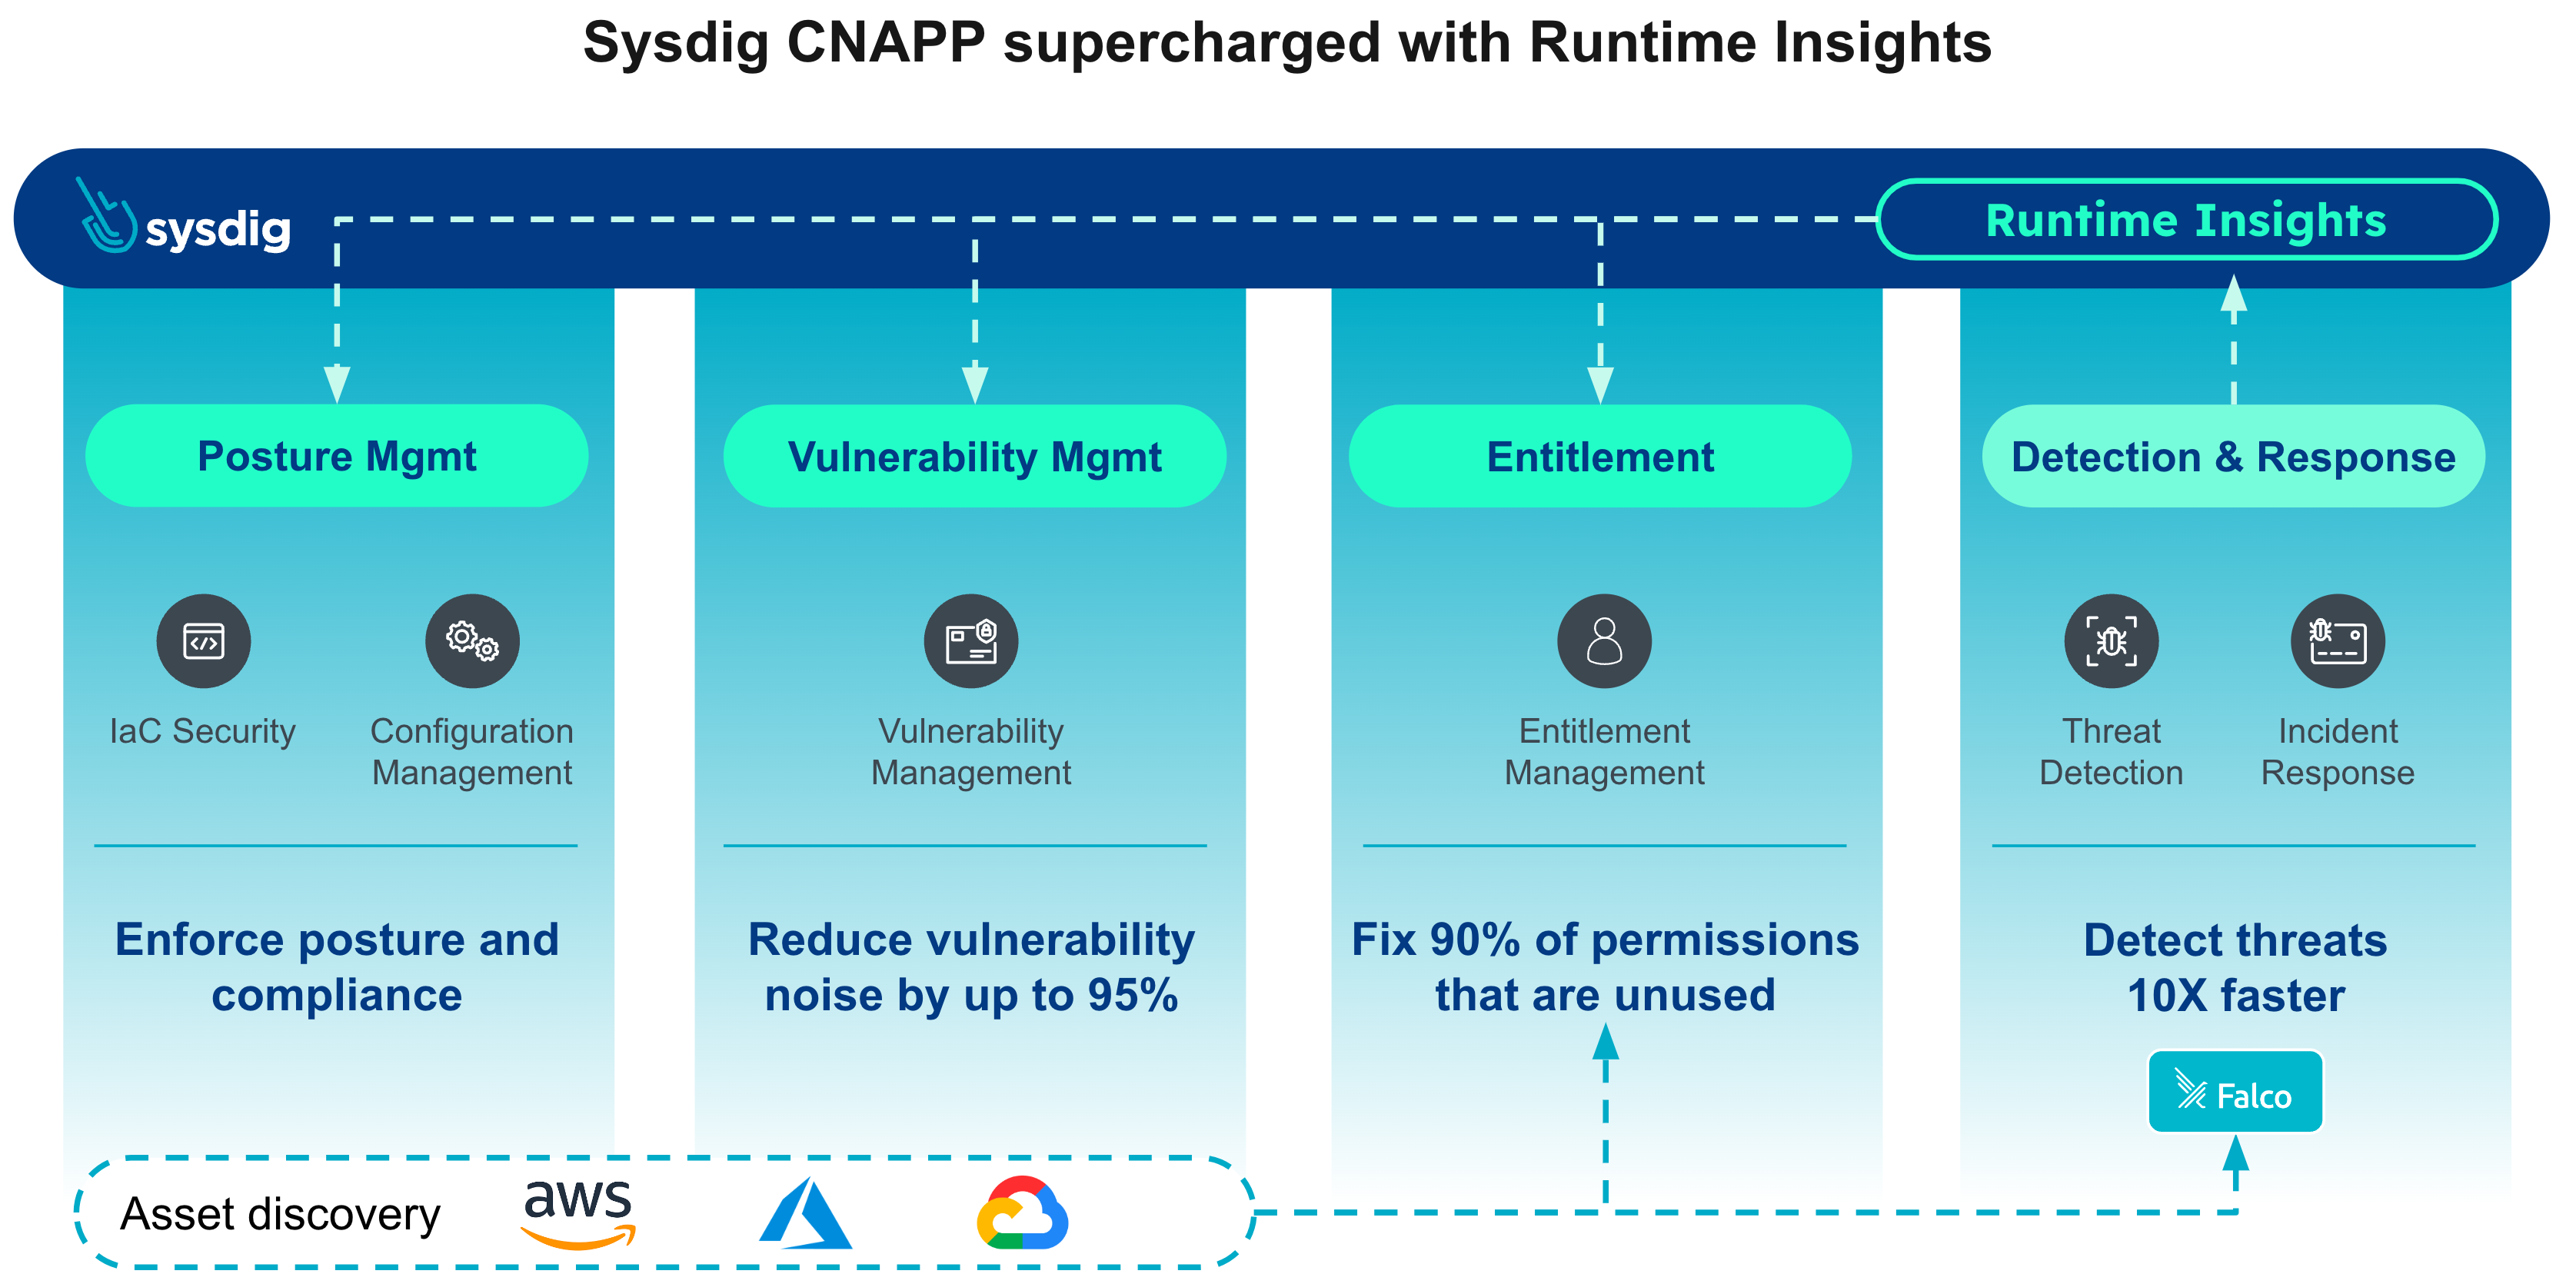 Sysdig CNAPP supercharged with Runtime Insights
sysdig
Runtime Insights
Posture Mgmt
Vulnerability Mgmt
Entitlement
Detection & Response
IaC Security
Configuration
Management
Vulnerability
Management
Entitlement
Management
Threat
Detection
Incident
Response
Enforce posture and
compliance
Reduce vulnerability
noise by up to 95%
Fix 90% of permissions
that are unused
Detect threats
10X faster
Falco
Asset discovery
aws